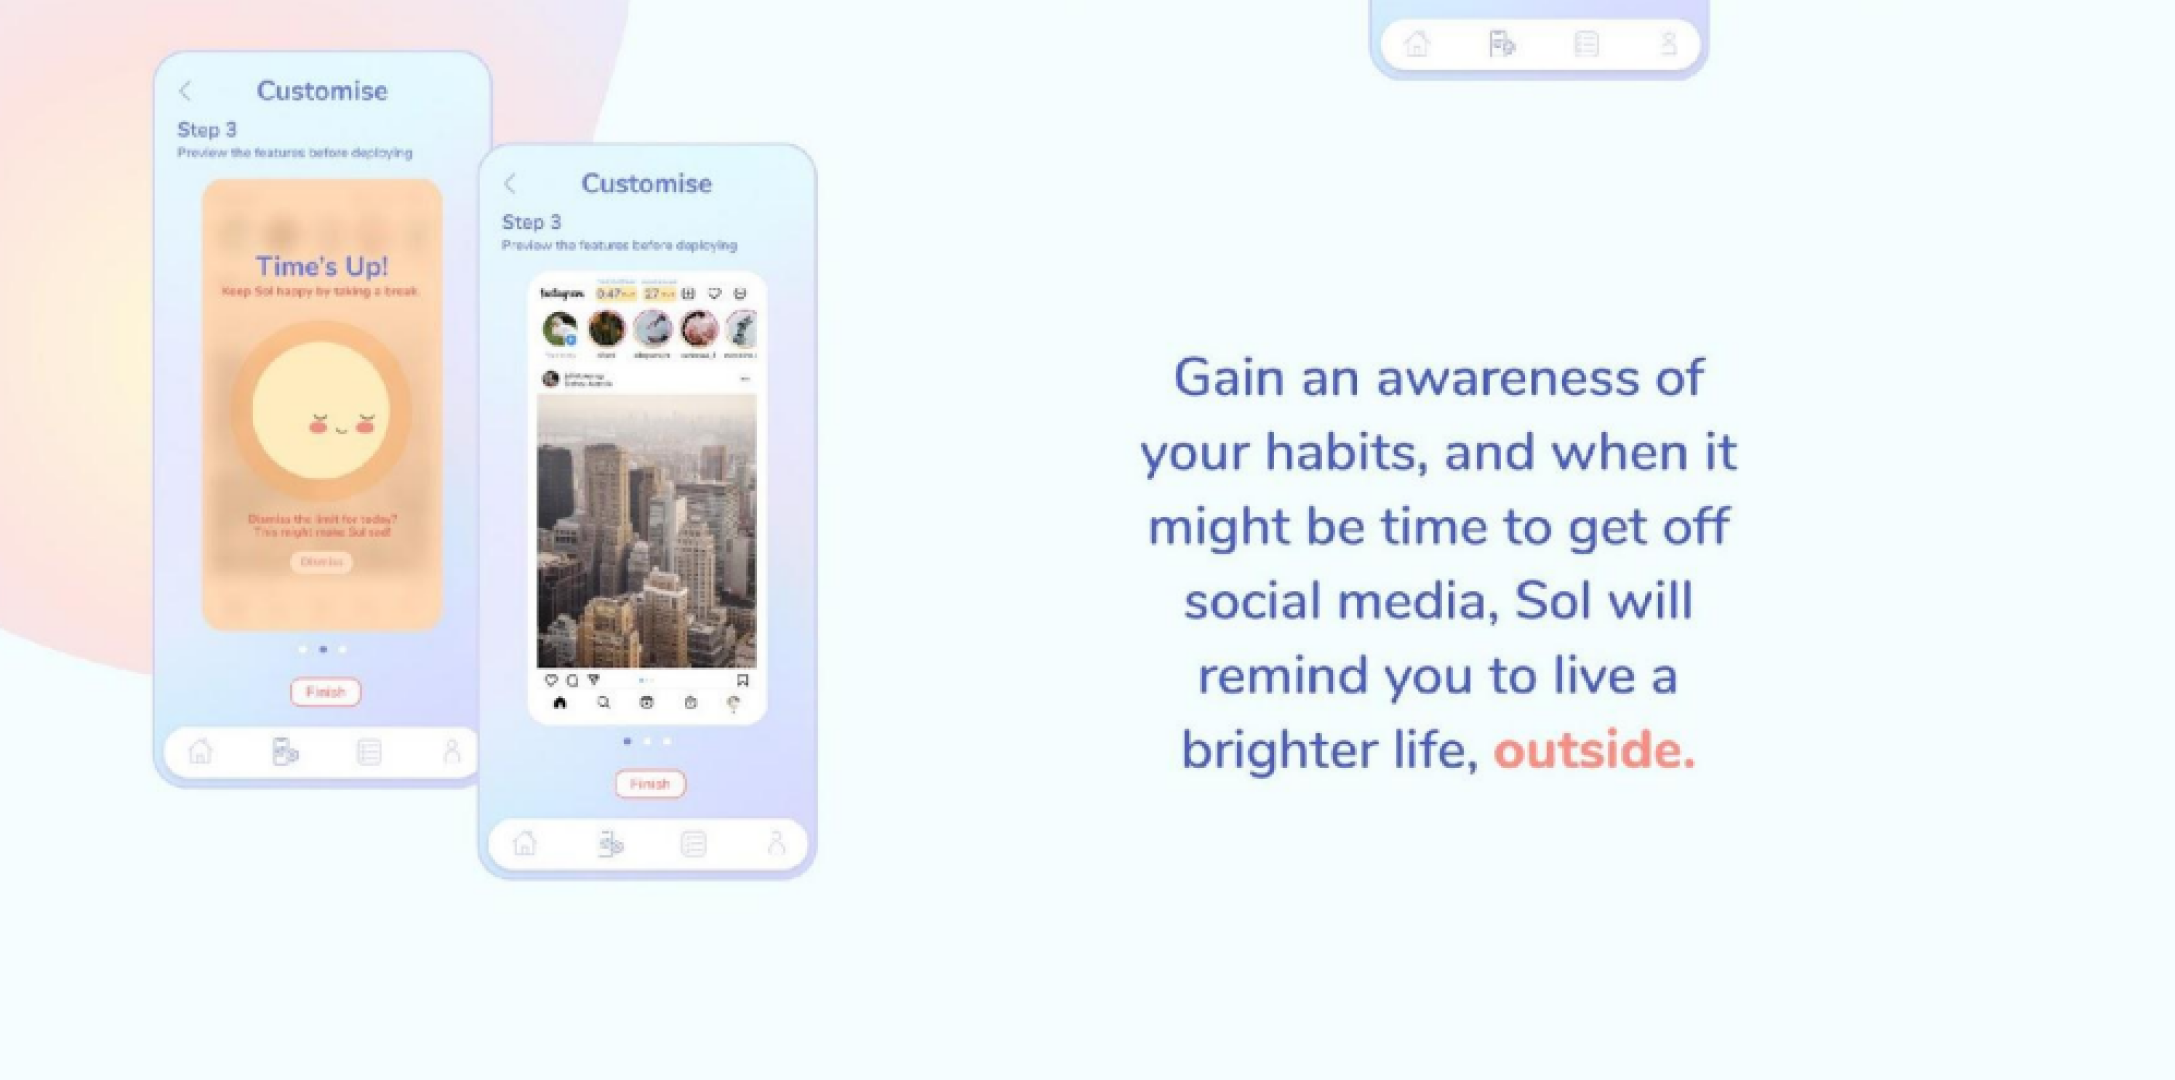 Customise
Step 3
Preview the features before deploying
Time's Up!
Keep Sol happy by taking a break.
Dismiss the limit for today?
This might make Sol sad!
Dismiss
Finish
Customise
Step 3
Preview the features before deploying
Instagram
0:47
27
Finish
Gain an awareness of
your habits, and when it
might be time to get off
social media, Sol will
remind you to live a
brighter life, outside.